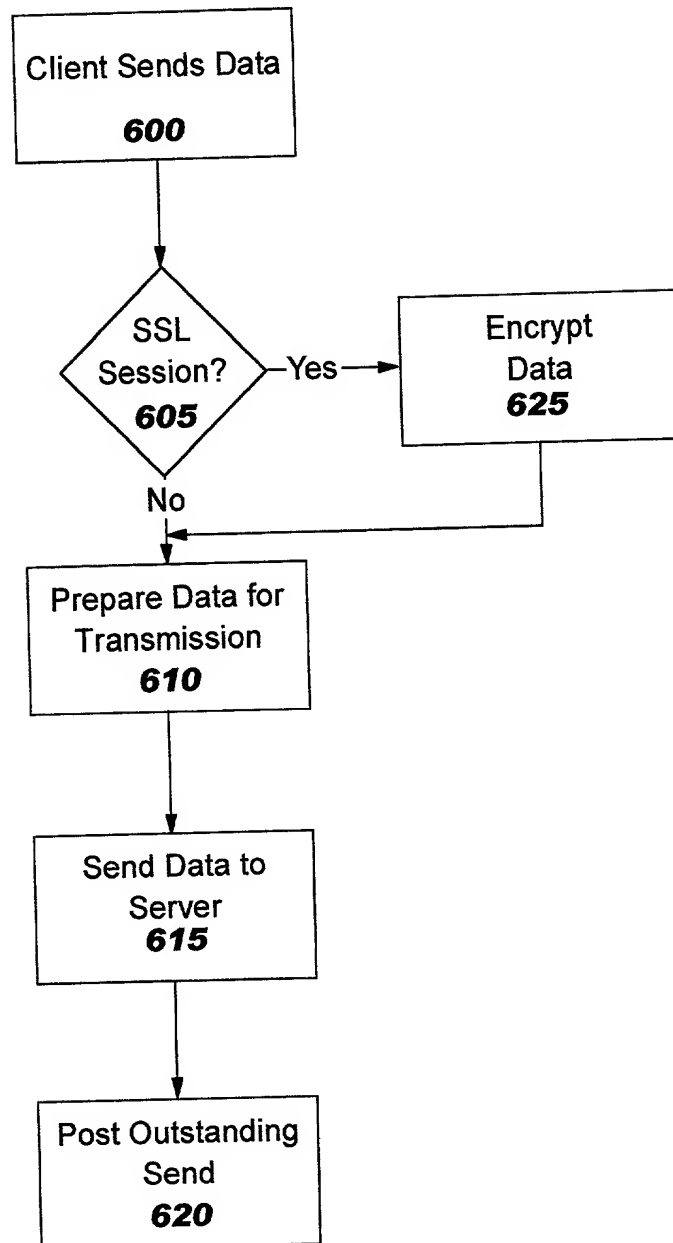 Client Sends Data
600
SSL
Session?
605
Yes
Encrypt
Data
625
No
Prepare Data for
Transmission
610
Send Data to
Server
615
Post Outstanding
Send
620